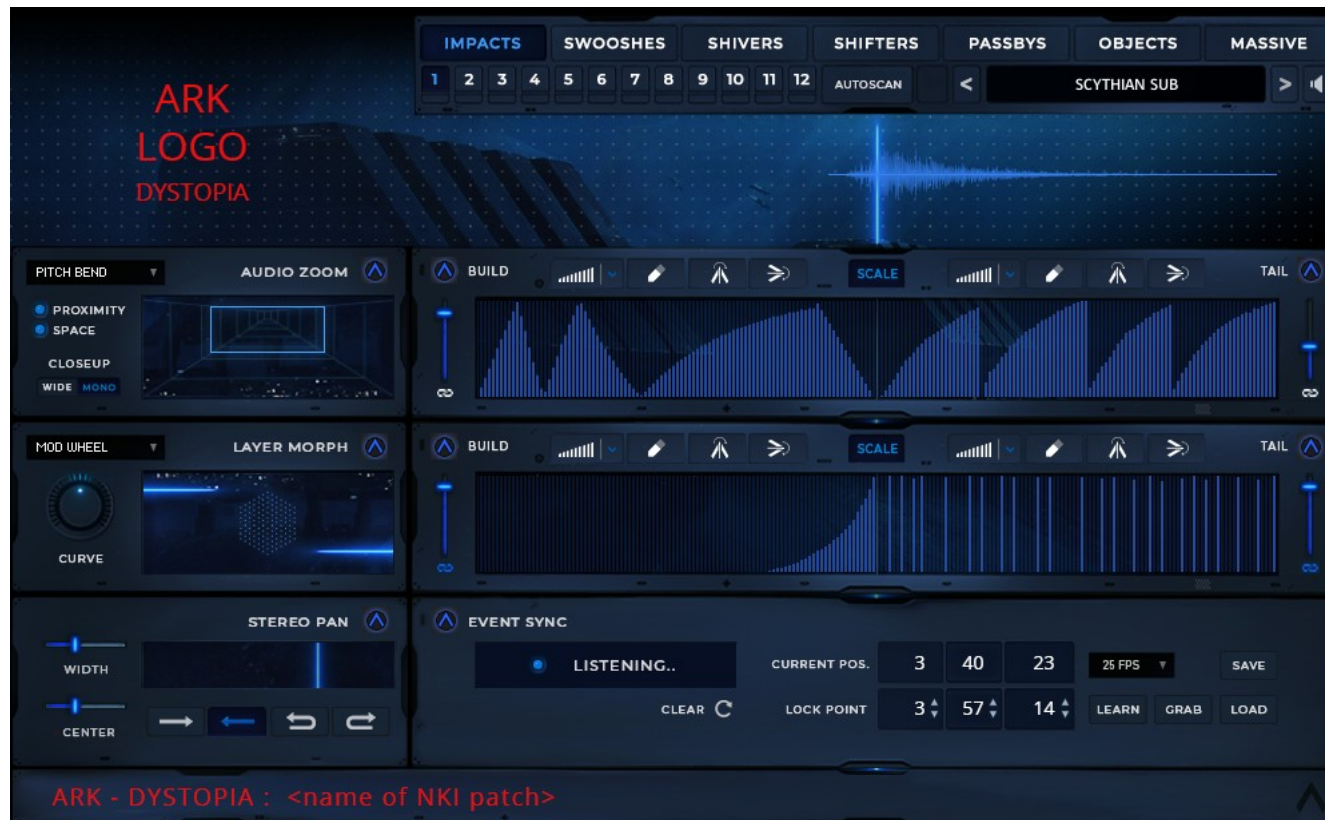 IMPACTS SWOOSHES SHIVERS SHIFTERS PASSBYS OBJECTS MASSIVE
1 2 3 4 5 6 7 8 9 10 11 12 AUTOSCAN < SCYTHIAN SUB >
ARK
LOGO
DYSTOPIA
PITCH BEND AUDIO ZOOM
PROXIMITY
SPACE
CLOSEUP
WIDE MONO
BUILD SCALE TAIL
MOD WHEEL LAYER MORPH
CURVE
BUILD SCALE TAIL
STEREO PAN
WIDTH
CENTER
EVENT SYNC
LISTENING.. CURRENT POS. 3 40 23 25 FPS SAVE
CLEAR LOCK POINT 3 57 14 LEARN GRAB LOAD
ARK - DYSTOPIA : <name of NKI patch>